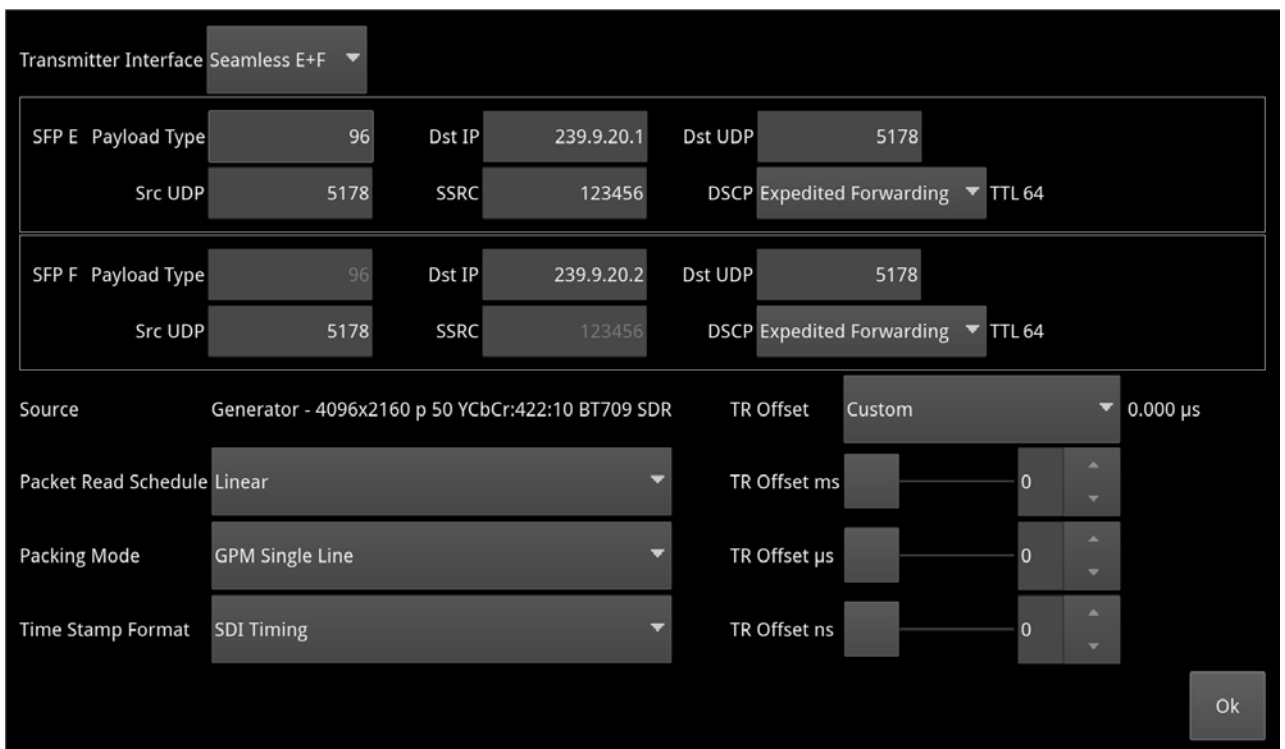 Transmitter Interface Seamless E+F
SFP E Payload Type 96 Dst IP 239.9.20.1 Dst UDP 5178
Src UDP 5178 SSRC 123456 DSCP Expedited Forwarding TTL 64
SFP F Payload Type 96 Dst IP 239.9.20.2 Dst UDP 5178
Src UDP 5178 SSRC 123456 DSCP Expedited Forwarding TTL 64
Source Generator - 4096x2160 p 50 YCbCr:422:10 BT709 SDR TR Offset Custom 0.000 µs
Packet Read Schedule Linear TR Offset ms 0
Packing Mode GPM Single Line TR Offset µs 0
Time Stamp Format SDI Timing TR Offset ns 0
Ok